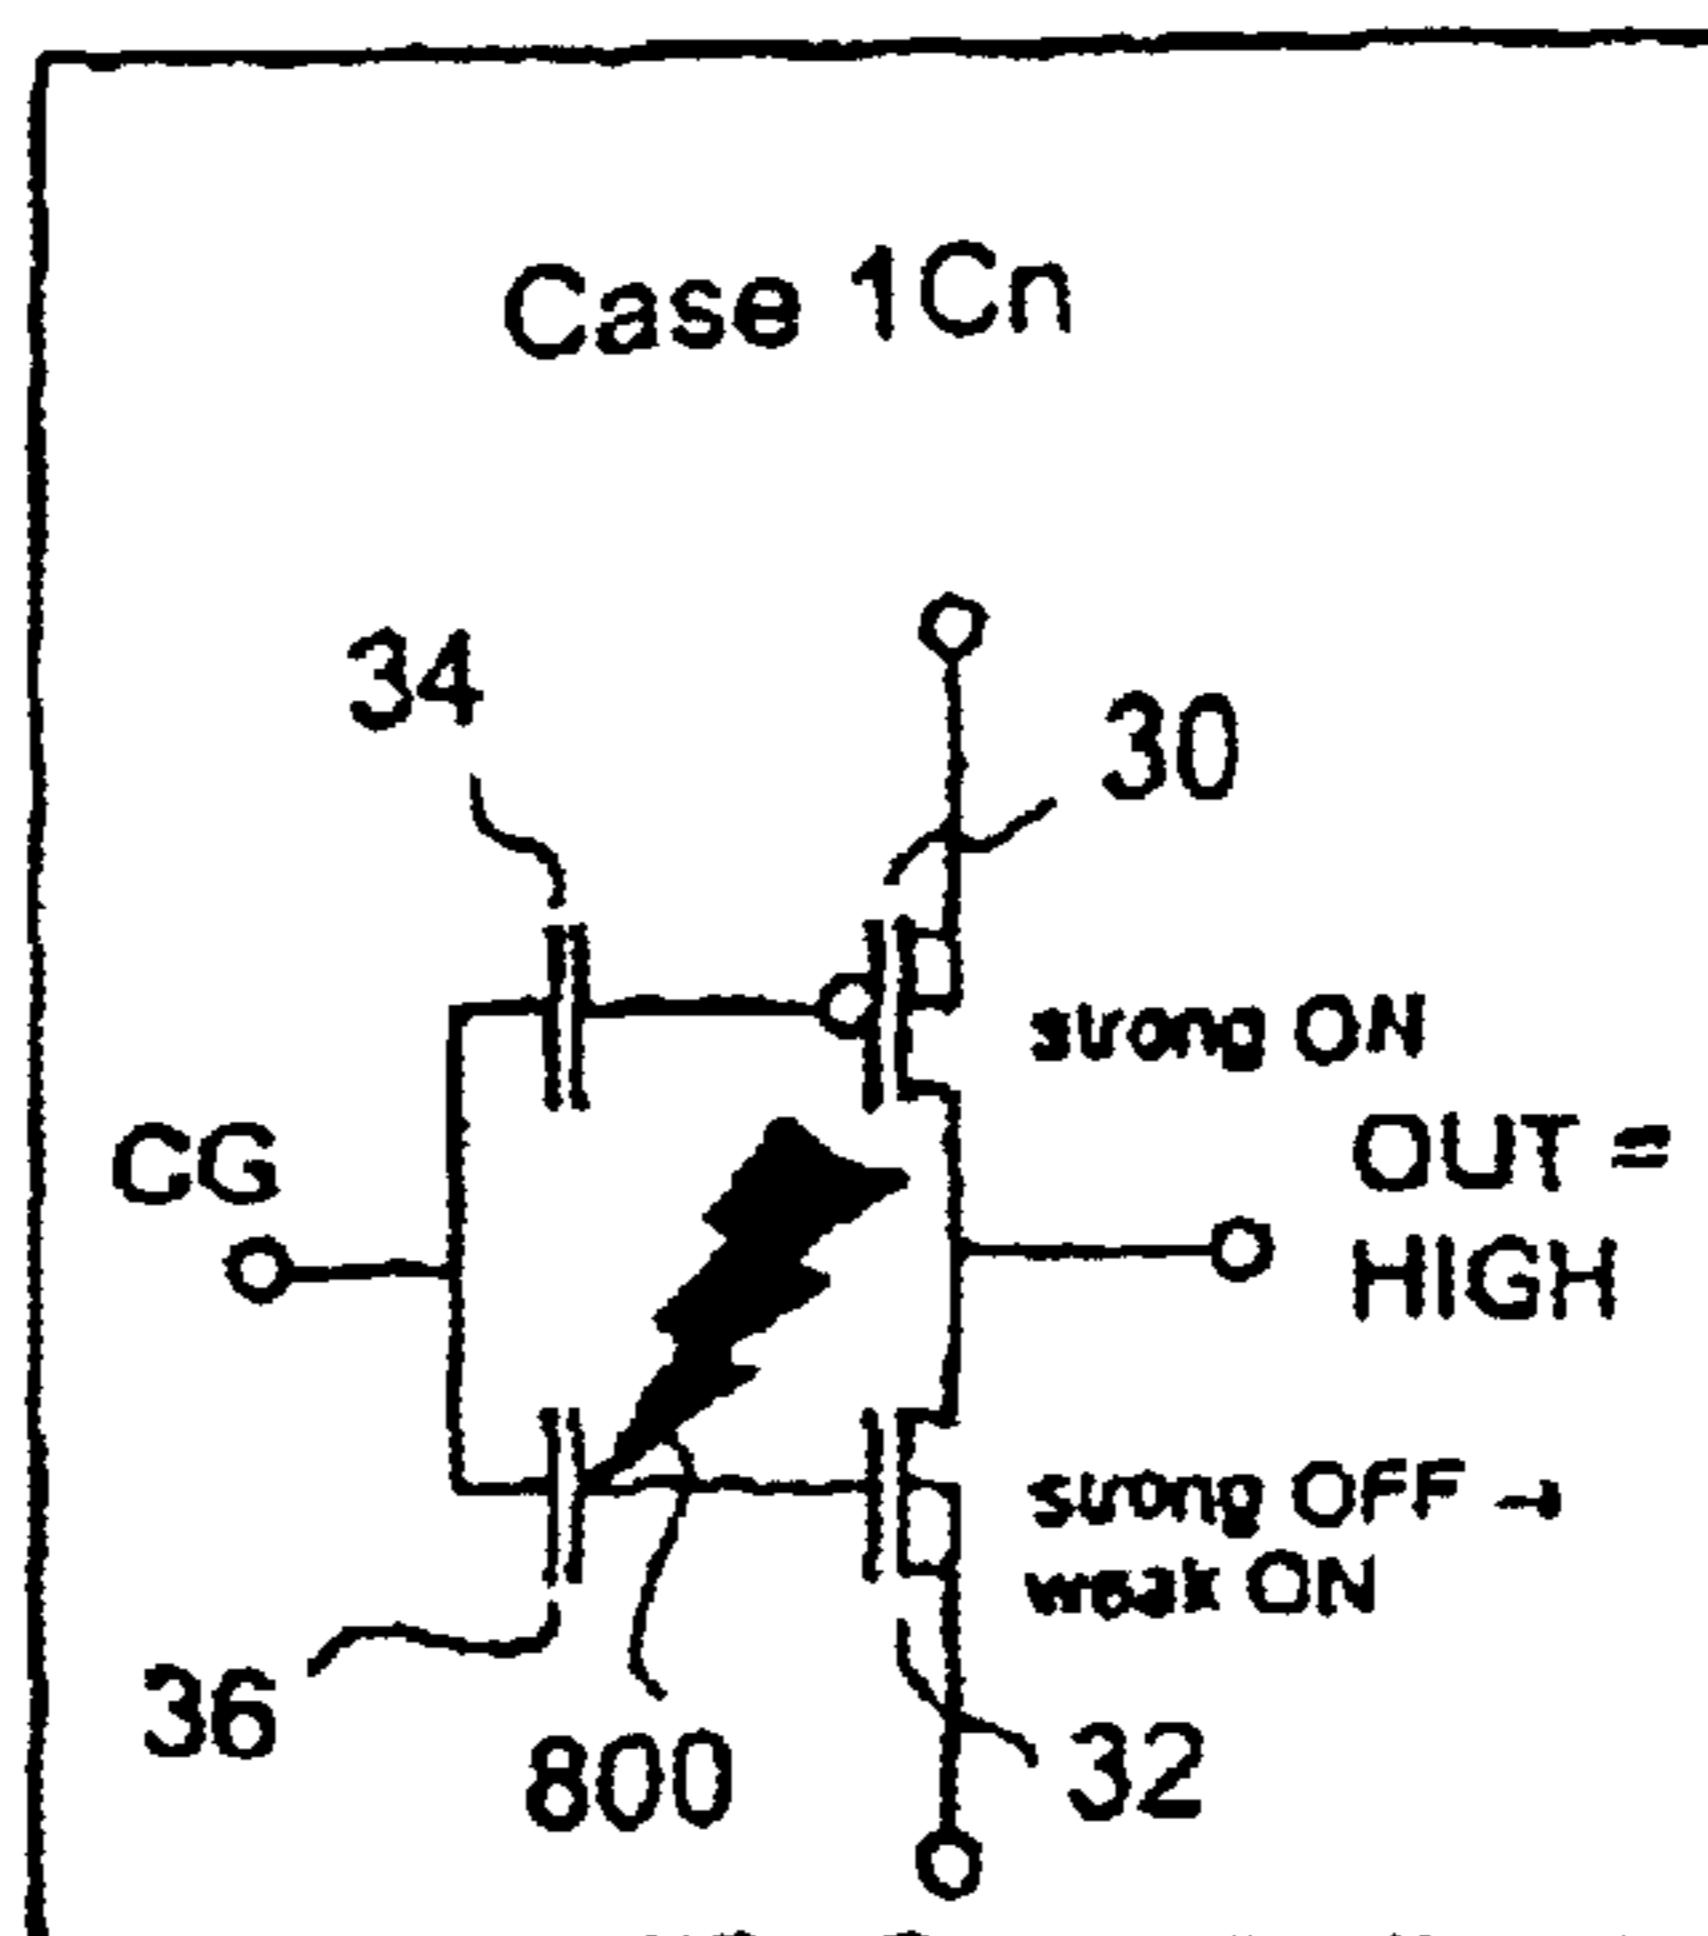 Case 1Cn
34
30
strong ON
CG
OUT =
HIGH
strong OFF →
weak ON
36
800
32